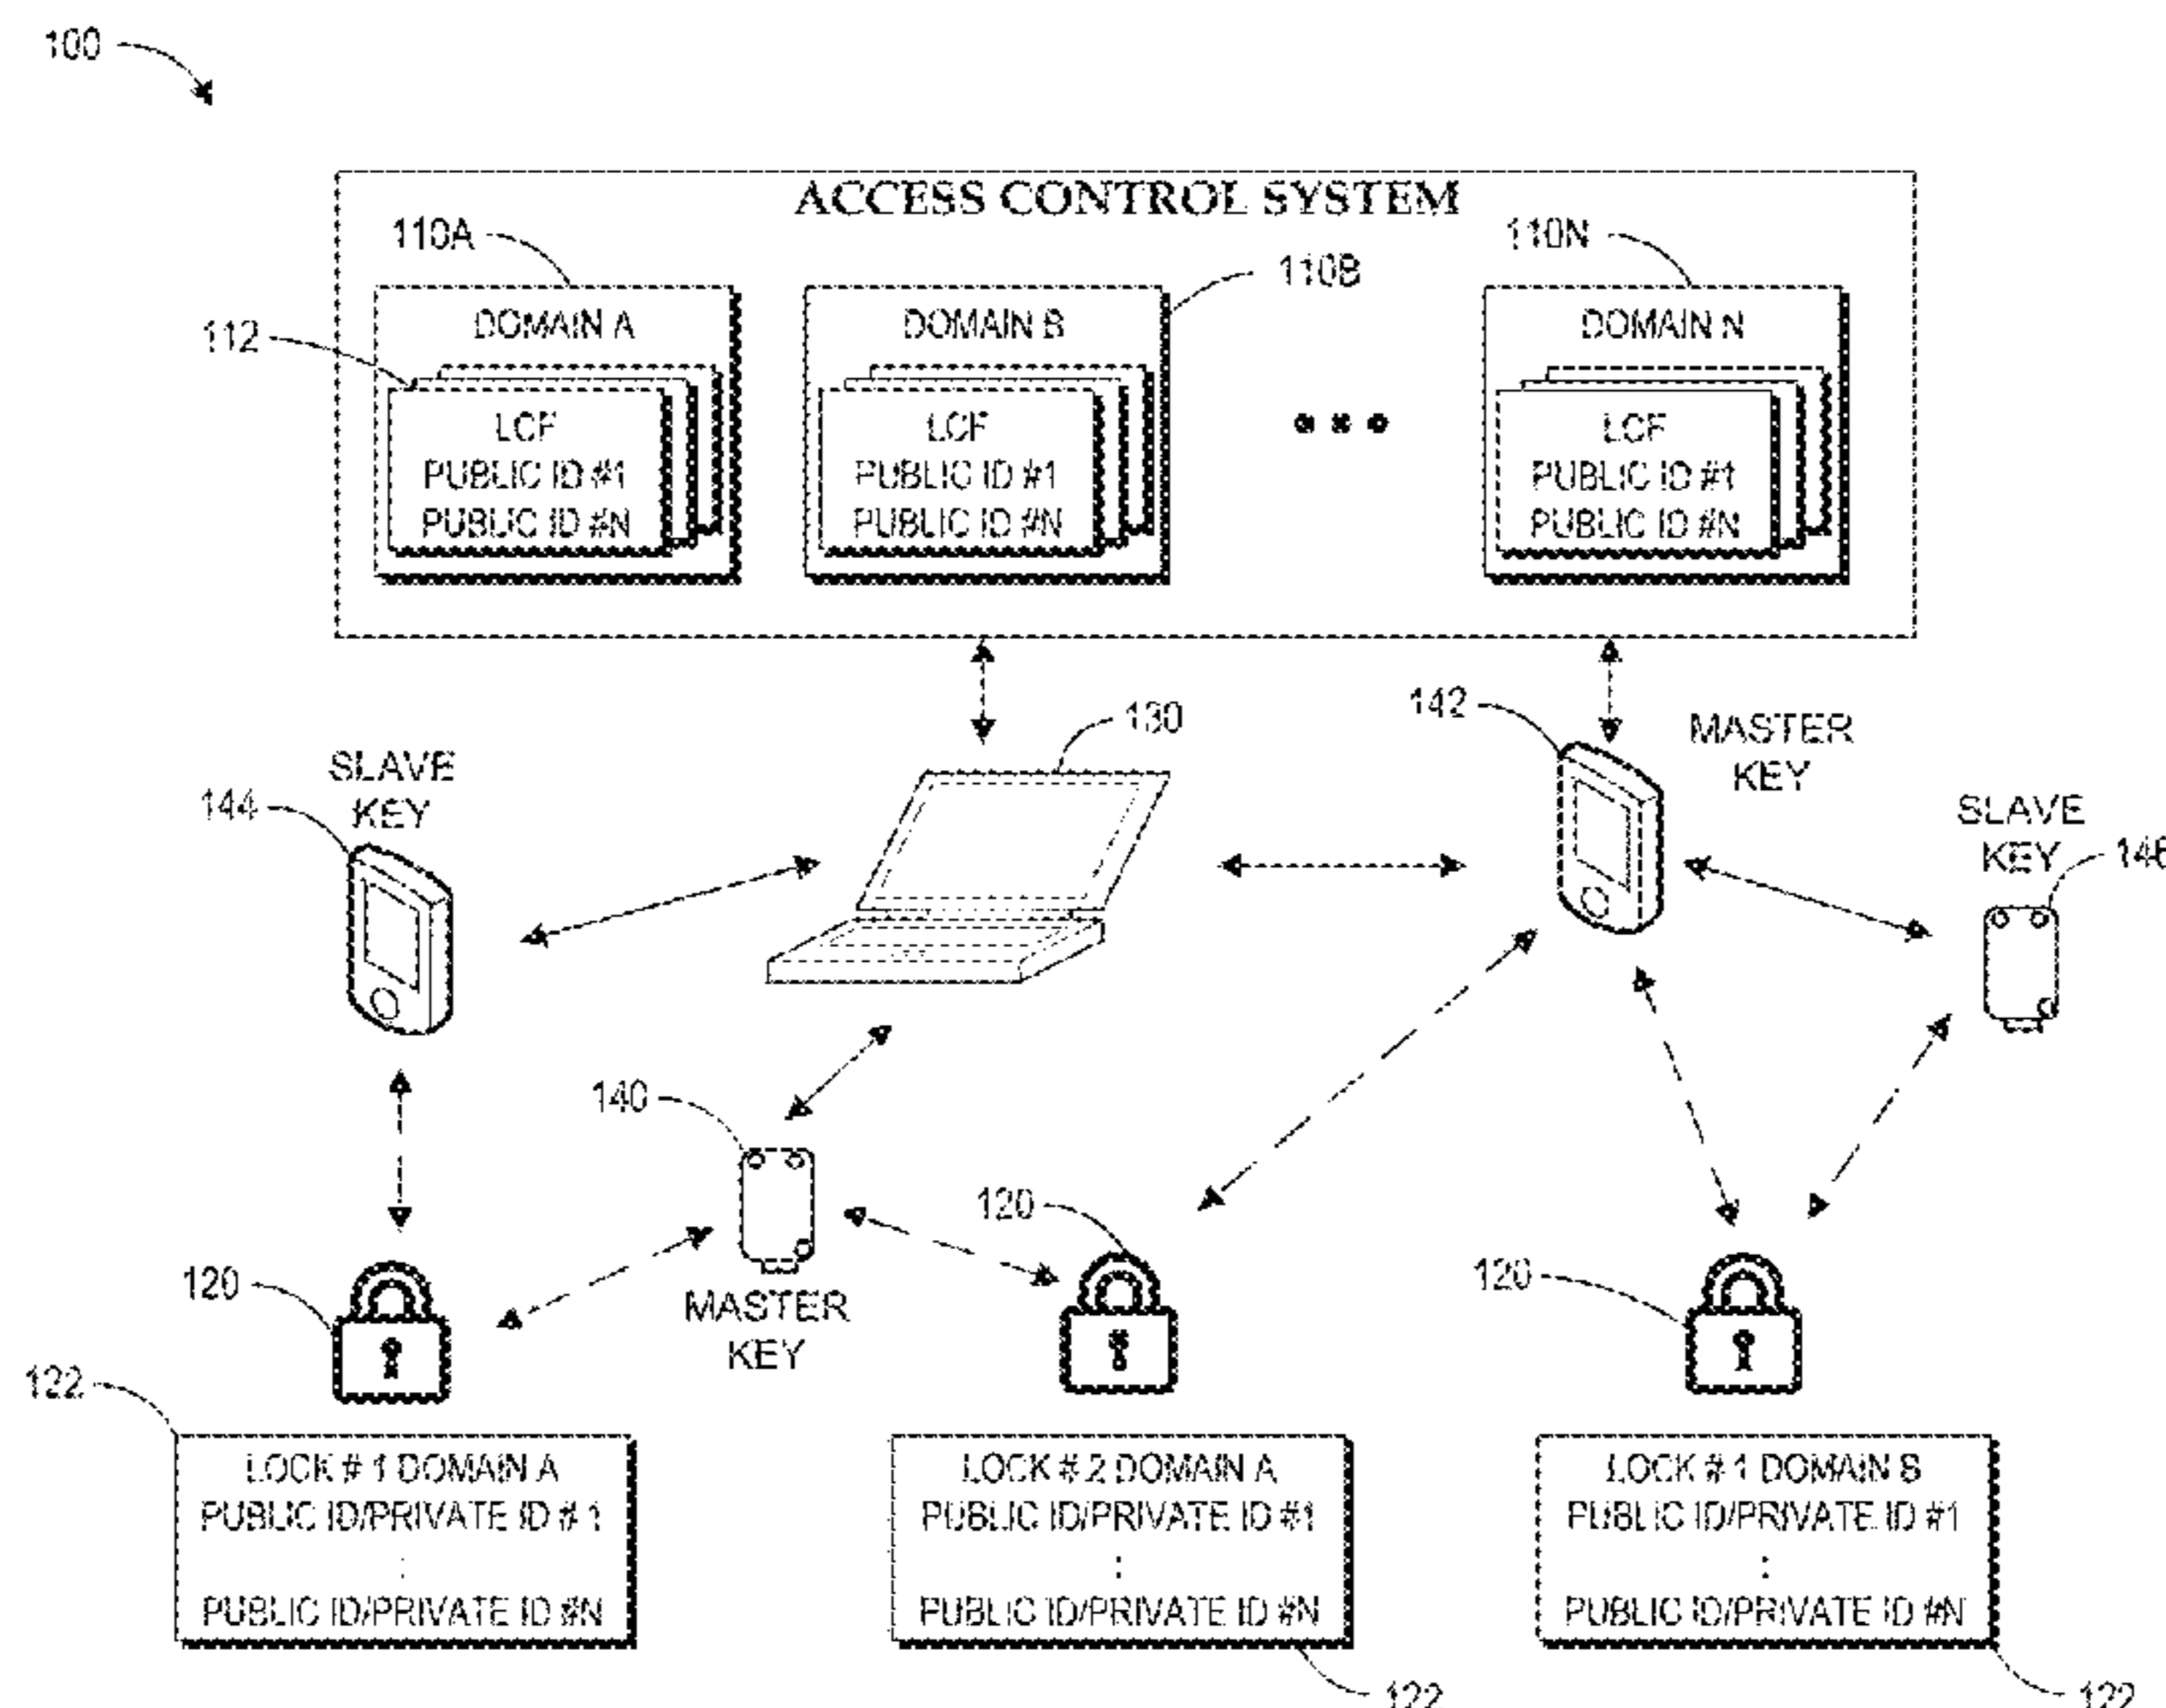 100
ACCESS CONTROL SYSTEM
110A
110B
110N
112
DOMAIN A
LCF
PUBLIC ID #1
PUBLIC ID #N
DOMAIN B
LCF
PUBLIC ID #1
PUBLIC ID #N
DOMAIN N
LCF
PUBLIC ID #1
PUBLIC ID #N
130
142
MASTER
KEY
SLAVE
KEY
144
SLAVE
KEY
146
140
MASTER
KEY
120
120
120
122
LOCK # 1 DOMAIN A
PUBLIC ID/PRIVATE ID # 1
:
PUBLIC ID/PRIVATE ID #N
LOCK # 2 DOMAIN A
PUBLIC ID/PRIVATE ID #1
:
PUBLIC ID/PRIVATE ID #N
122
LOCK # 1 DOMAIN B
PUBLIC ID/PRIVATE ID #1
:
PUBLIC ID/PRIVATE ID #N
122